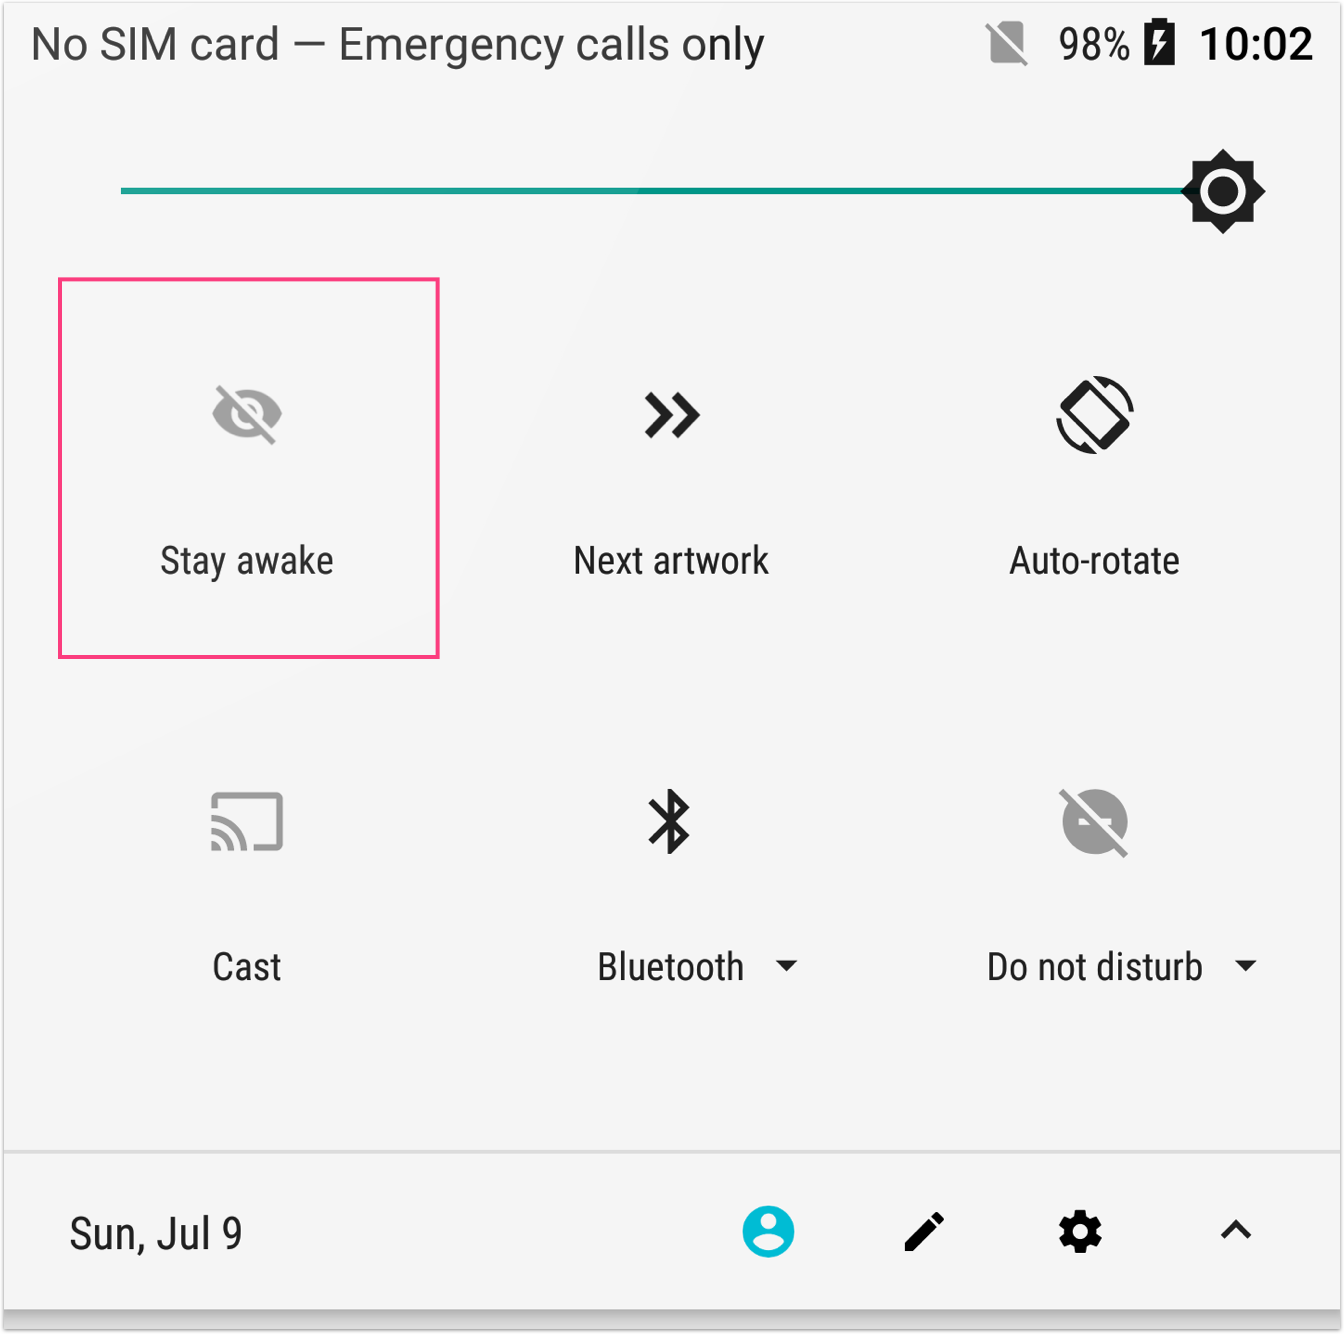 No SIM card — Emergency calls only 98% 10:02
Stay awake Next artwork Auto-rotate
Cast Bluetooth Do not disturb
Sun, Jul 9